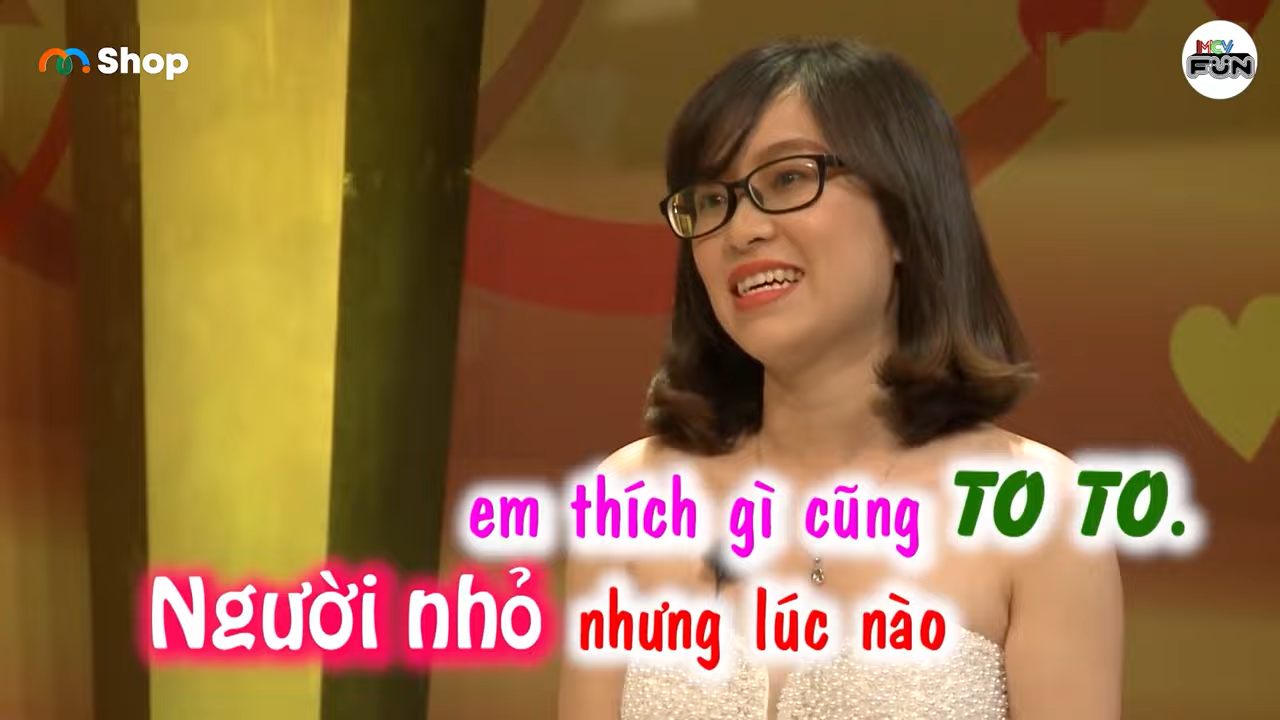 Shop
MCV
FUN
em thích gì cũng TO TO.
Người nhỏ nhưng lúc nào